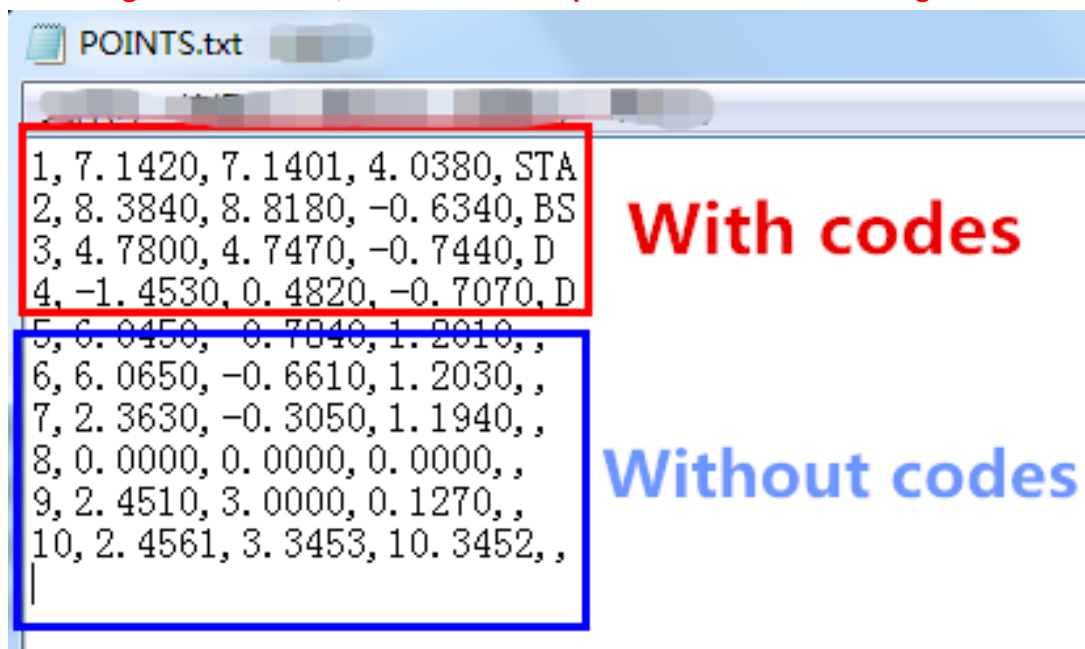 POINTS.txt
1, 7.1420, 7.1401, 4.0380, STA
2, 8.3840, 8.8180, -0.6340, BS
3, 4.7800, 4.7470, -0.7440, D
4, -1.4530, 0.4820, -0.7070, D
With codes
5, 6.0450, -0.7840, 1.2010, ,
6, 6.0650, -0.6610, 1.2030, ,
7, 2.3630, -0.3050, 1.1940, ,
8, 0.0000, 0.0000, 0.0000, ,
9, 2.4510, 3.0000, 0.1270, ,
10, 2.4561, 3.3453, 10.3452, ,
Without codes